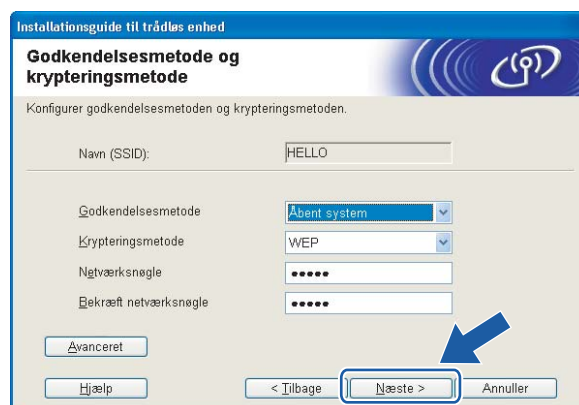 Installationsguide til trådløs enhed
Godkendelsesmetode og
krypteringsmetode
Konfigurer godkendelsesmetoden og krypteringsmetoden.
Navn (SSID): HELLO
Godkendelsesmetode Åbent system
Krypteringsmetode WEP
Netværksnøgle •••••
Bekræft netværksnøgle •••••
Avanceret
Hjælp < Tilbage Næste > Annuller